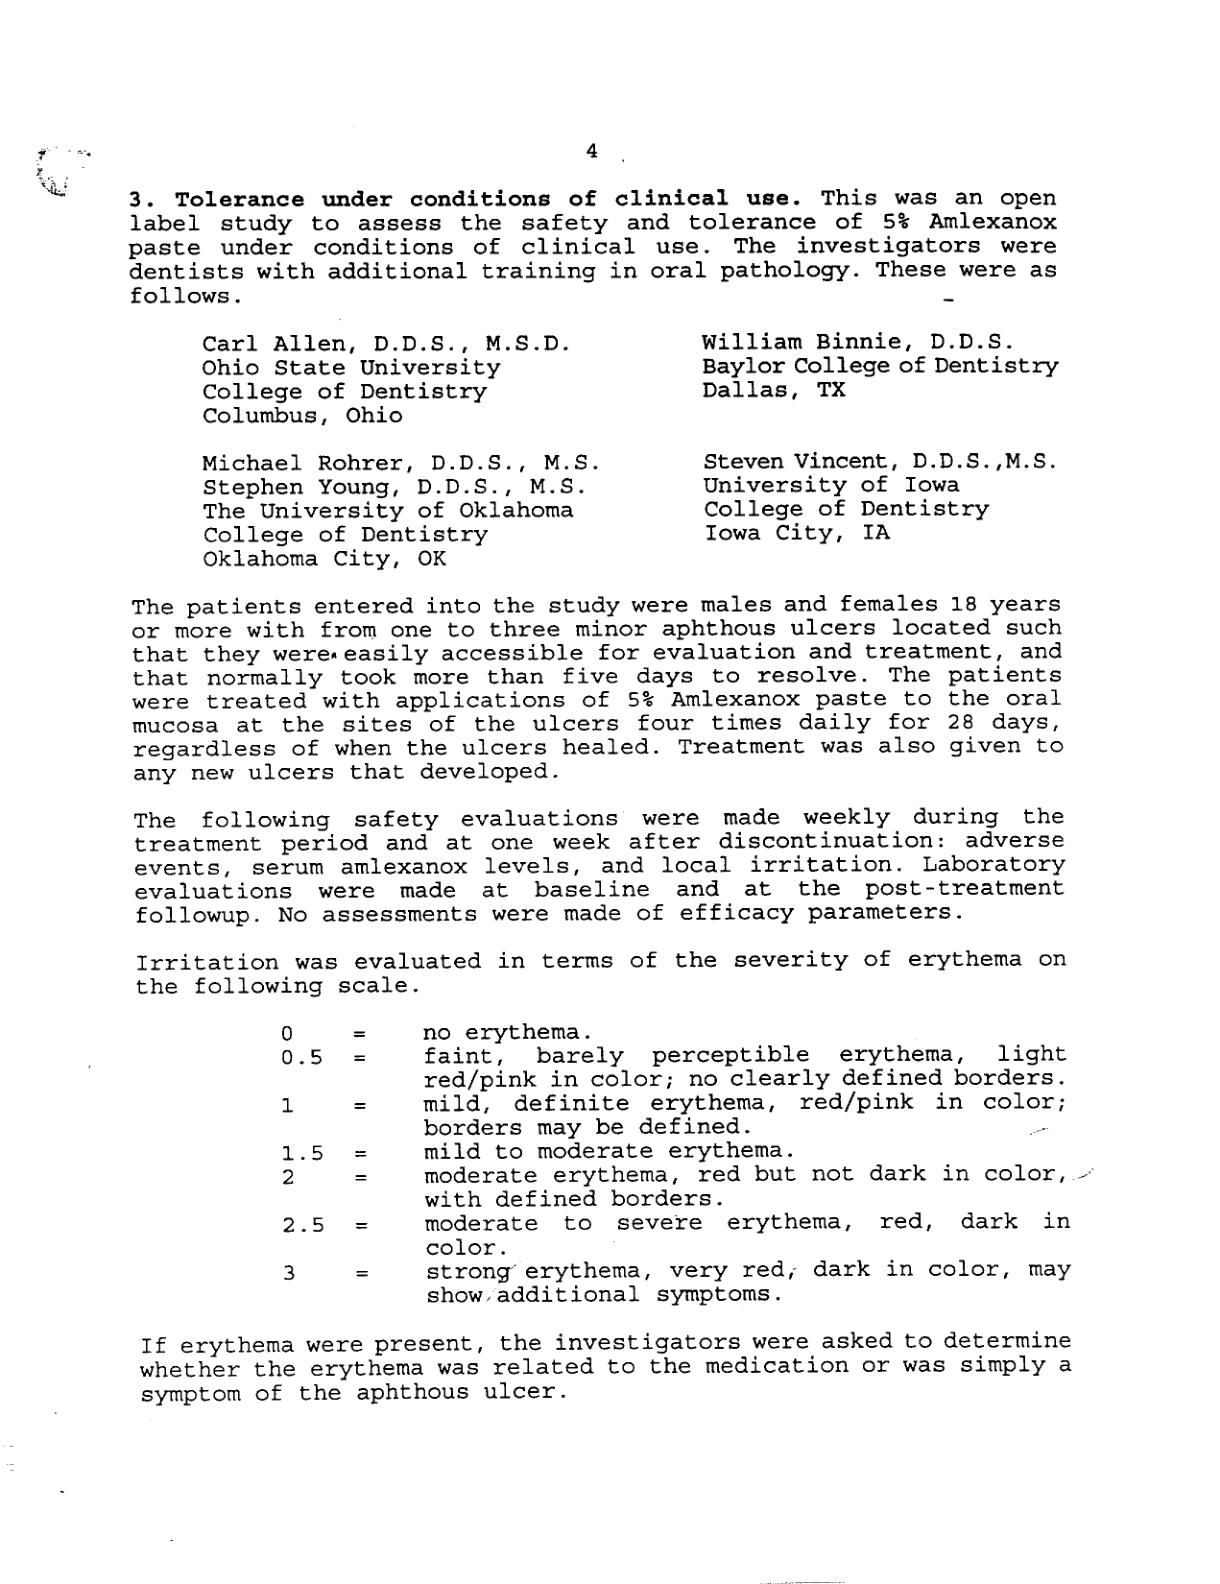 4
3. Tolerance under conditions of clinical use. This was an open
label study to assess the safety and tolerance of 5% Amlexanox
paste under conditions of clinical use. The investigators were
dentists with additional training in oral pathology. These were as
follows.
Carl Allen, D.D.S., M.S.D.
Ohio State University
College of Dentistry
Columbus, Ohio
William Binnie, D.D.S.
Baylor College of Dentistry
Dallas, TX
Michael Rohrer, D.D.S., M.S.
Stephen Young, D.D.S., M.S.
The University of Oklahoma
College of Dentistry
Oklahoma City, OK
Steven Vincent, D.D.S.,M.S.
University of Iowa
College of Dentistry
Iowa City, IA
The patients entered into the study were males and females 18 years
or more with from one to three minor aphthous ulcers located such
that they were easily accessible for evaluation and treatment, and
that normally took more than five days to resolve. The patients
were treated with applications of 5% Amlexanox paste to the oral
mucosa at the sites of the ulcers four times daily for 28 days,
regardless of when the ulcers healed. Treatment was also given to
any new ulcers that developed.
The following safety evaluations were made weekly during the
treatment period and at one week after discontinuation: adverse
events, serum amlexanox levels, and local irritation. Laboratory
evaluations were made at baseline and at the post-treatment
followup. No assessments were made of efficacy parameters.
Irritation was evaluated in terms of the severity of erythema on
the following scale.
0 = no erythema.
0.5 = faint, barely perceptible erythema, light
red/pink in color; no clearly defined borders.
1 = mild, definite erythema, red/pink in color;
borders may be defined.
1.5 = mild to moderate erythema.
2 = moderate erythema, red but not dark in color,
with defined borders.
2.5 = moderate to severe erythema, red, dark in
color.
3 = strong erythema, very red, dark in color, may
show additional symptoms.
If erythema were present, the investigators were asked to determine
whether the erythema was related to the medication or was simply a
symptom of the aphthous ulcer.